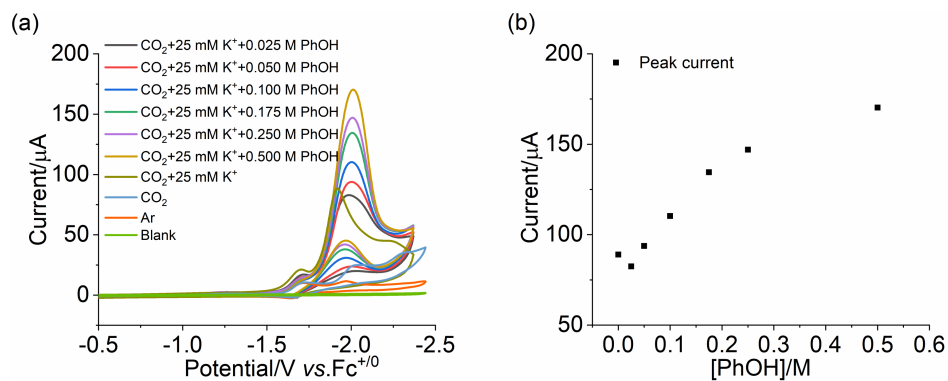 (a)
CO2+25 mM K++0.025 M PhOH
CO2+25 mM K++0.050 M PhOH
CO2+25 mM K++0.100 M PhOH
CO2+25 mM K++0.175 M PhOH
CO2+25 mM K++0.250 M PhOH
CO2+25 mM K++0.500 M PhOH
CO2+25 mM K+
CO2
Ar
Blank
200
150
100
50
0
Current/μA
-0.5
-1.0
-1.5
-2.0
-2.5
Potential/V vs.Fc+/0
(b)
Peak current
200
150
100
50
Current/μA
0.0
0.1
0.2
0.3
0.4
0.5
0.6
[PhOH]/M